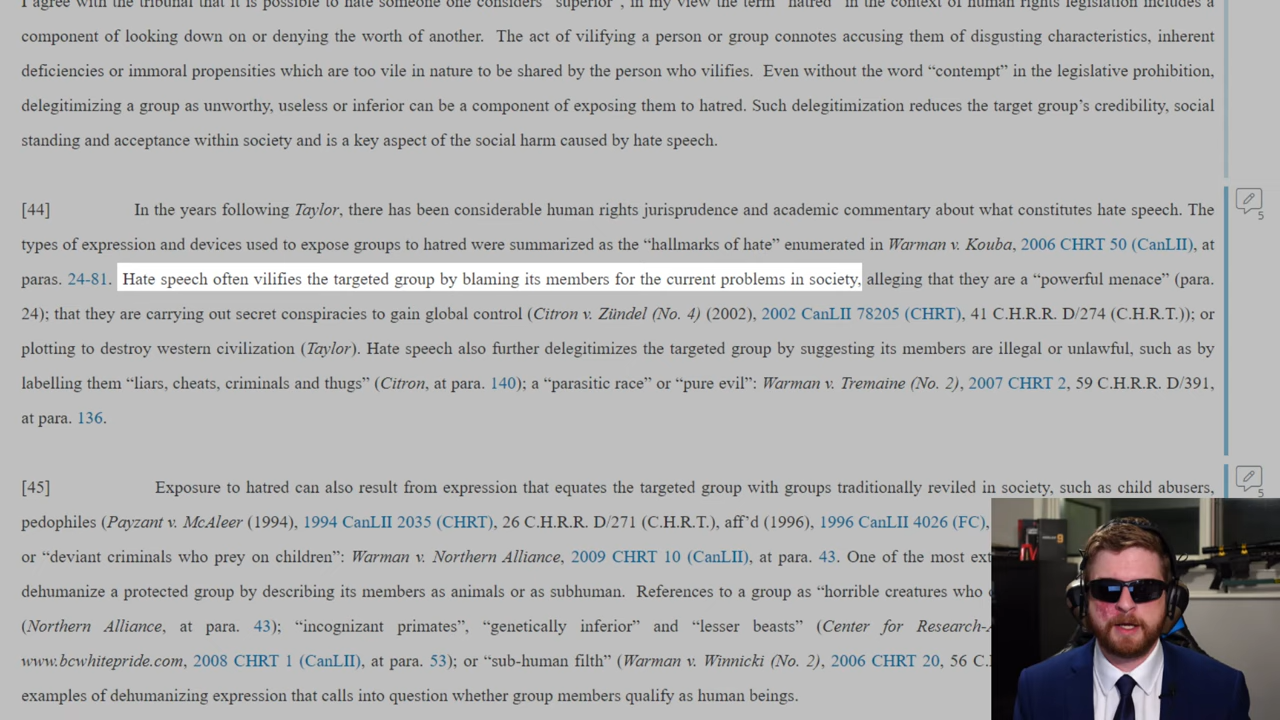 I agree with the tribunal that it is possible to hate someone one considers “superior”, in my view the term “hatred” in the context of human rights legislation includes a
component of looking down on or denying the worth of another. The act of vilifying a person or group connotes accusing them of disgusting characteristics, inherent
deficiencies or immoral propensities which are too vile in nature to be shared by the person who vilifies. Even without the word “contempt” in the legislative prohibition,
delegitimizing a group as unworthy, useless or inferior can be a component of exposing them to hatred. Such delegitimization reduces the target group’s credibility, social
standing and acceptance within society and is a key aspect of the social harm caused by hate speech.
[44] In the years following Taylor, there has been considerable human rights jurisprudence and academic commentary about what constitutes hate speech. The
types of expression and devices used to expose groups to hatred were summarized as the “hallmarks of hate” enumerated in Warman v. Kouba, 2006 CHRT 50 (CanLII), at
5
paras. 24-81. Hate speech often vilifies the targeted group by blaming its members for the current problems in society, alleging that they are a “powerful menace” (para.
24); that they are carrying out secret conspiracies to gain global control (Citron v. Zündel (No. 4) (2002), 2002 CanLII 78205 (CHRT), 41 C.H.R.R. D/274 (C.H.R.T.)); or
plotting to destroy western civilization (Taylor). Hate speech also further delegitimizes the targeted group by suggesting its members are illegal or unlawful, such as by
labelling them “liars, cheats, criminals and thugs” (Citron, at para. 140); a “parasitic race” or “pure evil”: Warman v. Tremaine (No. 2), 2007 CHRT 2, 59 C.H.R.R. D/391,
at para. 136.
[45] Exposure to hatred can also result from expression that equates the targeted group with groups traditionally reviled in society, such as child abusers,
5
pedophiles (Payzant v. McAleer (1994), 1994 CanLII 2035 (CHRT), 26 C.H.R.R. D/271 (C.H.R.T.), aff’d (1996), 1996 CanLII 4026 (FC),
or “deviant criminals who prey on children”: Warman v. Northern Alliance, 2009 CHRT 10 (CanLII), at para. 43. One of the most
dehumanize a protected group by describing its members as animals or as subhuman. References to a group as “horrible creatures who
(Northern Alliance, at para. 43); “incognizant primates”, “genetically inferior” and “lesser beasts” (Center for
www.bcwhitepride.com, 2008 CHRT 1 (CanLII), at para. 53); or “sub-human filth” (Warman v. Winnicki (No. 2), 2006 CHRT 20, 56
examples of dehumanizing expression that calls into question whether group members qualify as human beings.